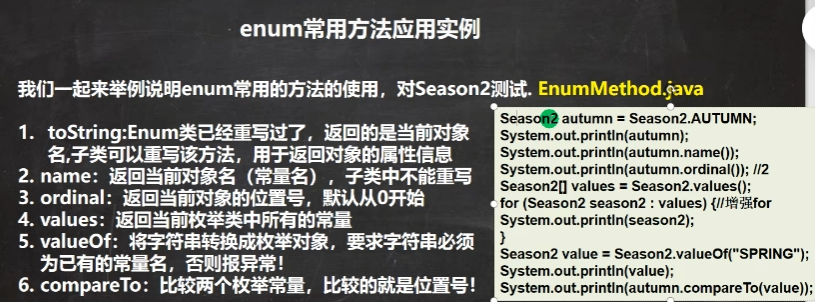 enum常用方法应用实例
我们一起来举例说明enum常用的方法的使用，对Season2测试. EnumMethod.java
1. toString:Enum类已经重写过了，返回的是当前对象
名,子类可以重写该方法，用于返回对象的属性信息
2. name：返回当前对象名（常量名），子类中不能重写
3. ordinal：返回当前对象的位置号，默认从0开始
4. values：返回当前枚举类中所有的常量
5. valueOf：将字符串转换成枚举对象，要求字符串必须
为已有的常量名，否则报异常！
6. compareTo：比较两个枚举常量，比较的就是位置号！
Season2 autumn = Season2.AUTUMN;
System.out.println(autumn);
System.out.println(autumn.name());
System.out.println(autumn.ordinal()); //2
Season2[] values = Season2.values();
for (Season2 season2 : values) {//增强for
System.out.println(season2);
}
Season2 value = Season2.valueOf("SPRING");
System.out.println(value);
System.out.println(autumn.compareTo(value));